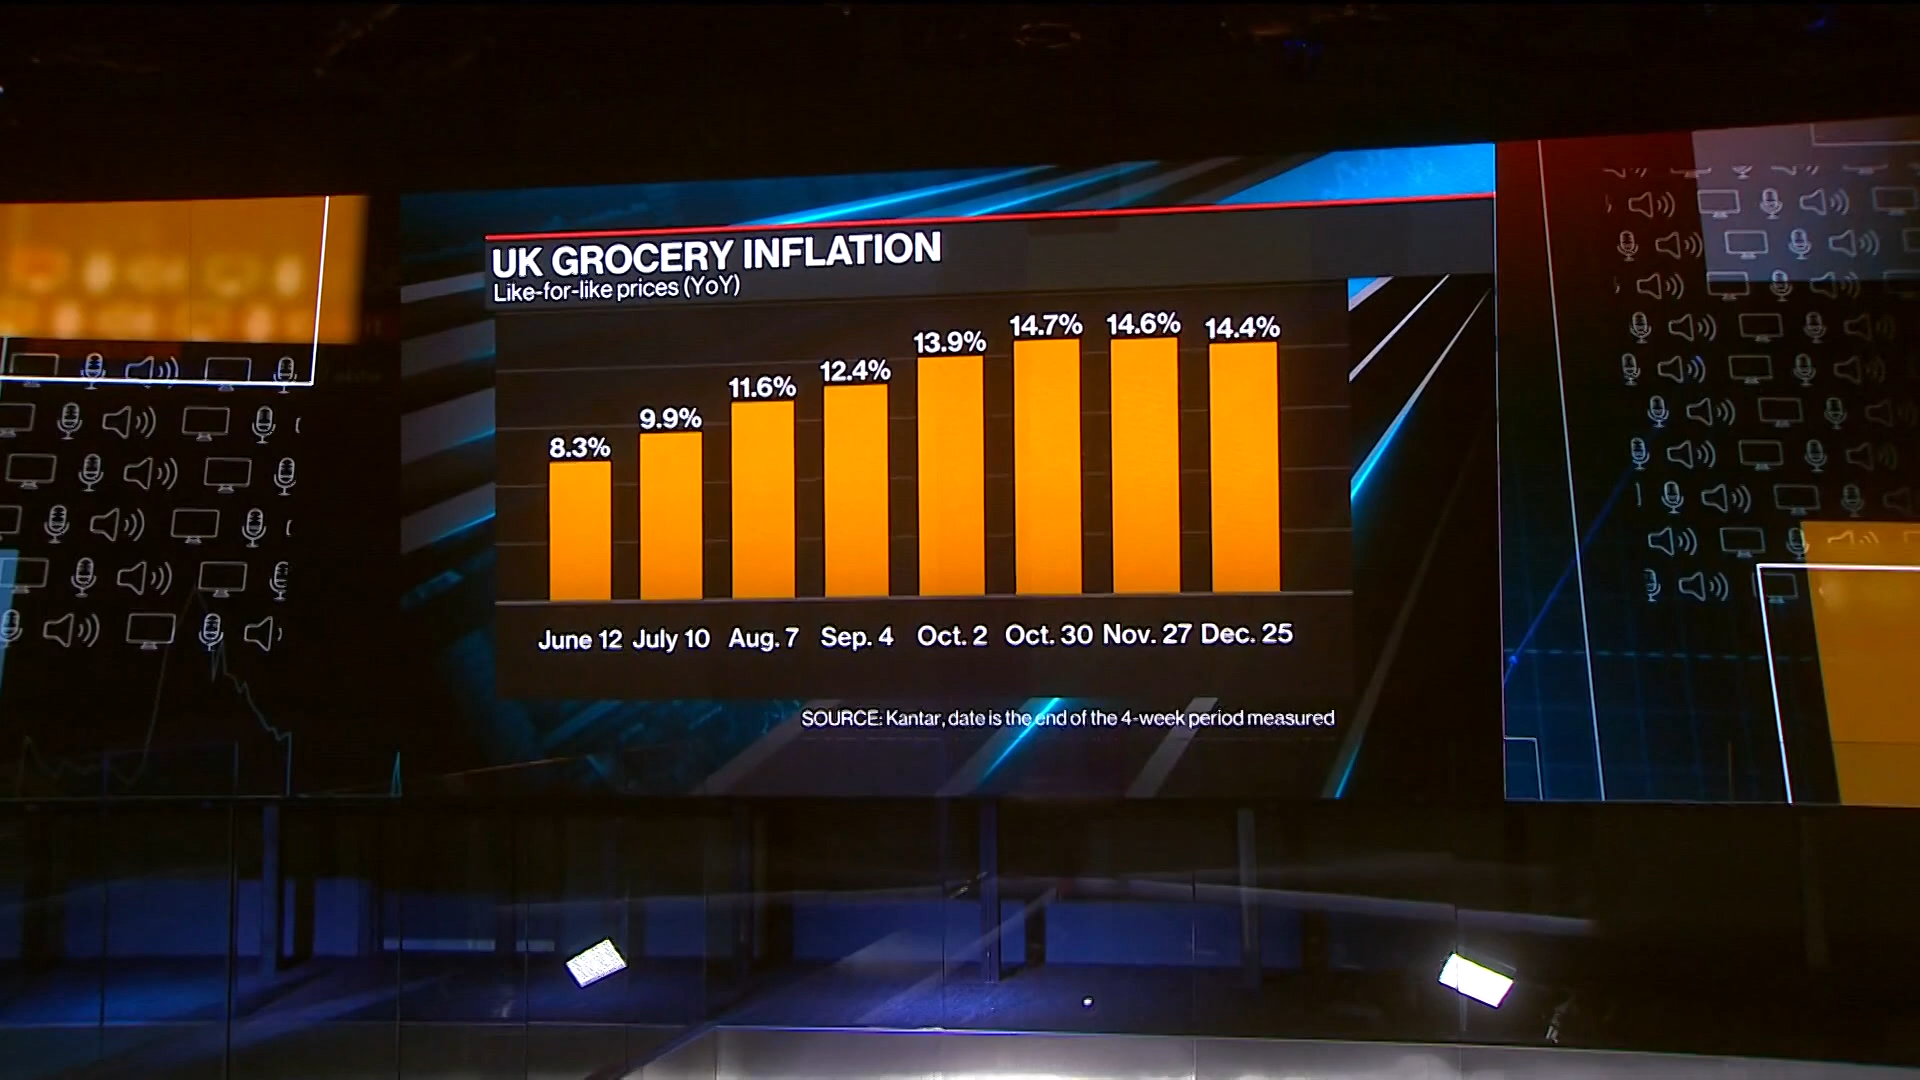 UK GROCERY INFLATION
Like-for-like prices (YoY)
8.3%
9.9%
11.6%
12.4%
13.9%
14.7%
14.6%
14.4%
June 12 July 10 Aug. 7 Sep. 4 Oct. 2 Oct. 30 Nov. 27 Dec. 25
SOURCE: Kantar, date is the end of the 4-week period measured